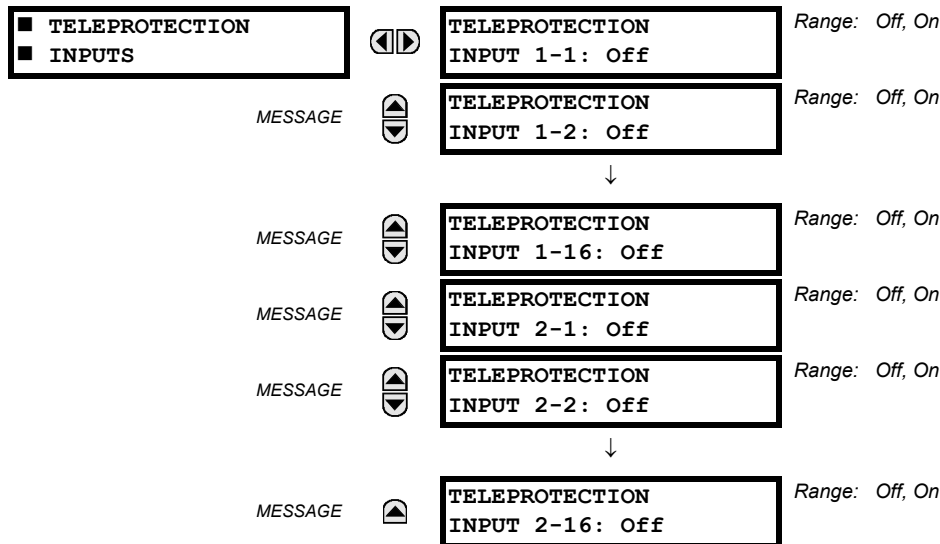 ■ TELEPROTECTION
■ INPUTS
TELEPROTECTION
INPUT 1-1: Off
Range: Off, On
MESSAGE
TELEPROTECTION
INPUT 1-2: Off
Range: Off, On
↓
MESSAGE
TELEPROTECTION
INPUT 1-16: Off
Range: Off, On
MESSAGE
TELEPROTECTION
INPUT 2-1: Off
Range: Off, On
MESSAGE
TELEPROTECTION
INPUT 2-2: Off
Range: Off, On
↓
MESSAGE
TELEPROTECTION
INPUT 2-16: Off
Range: Off, On